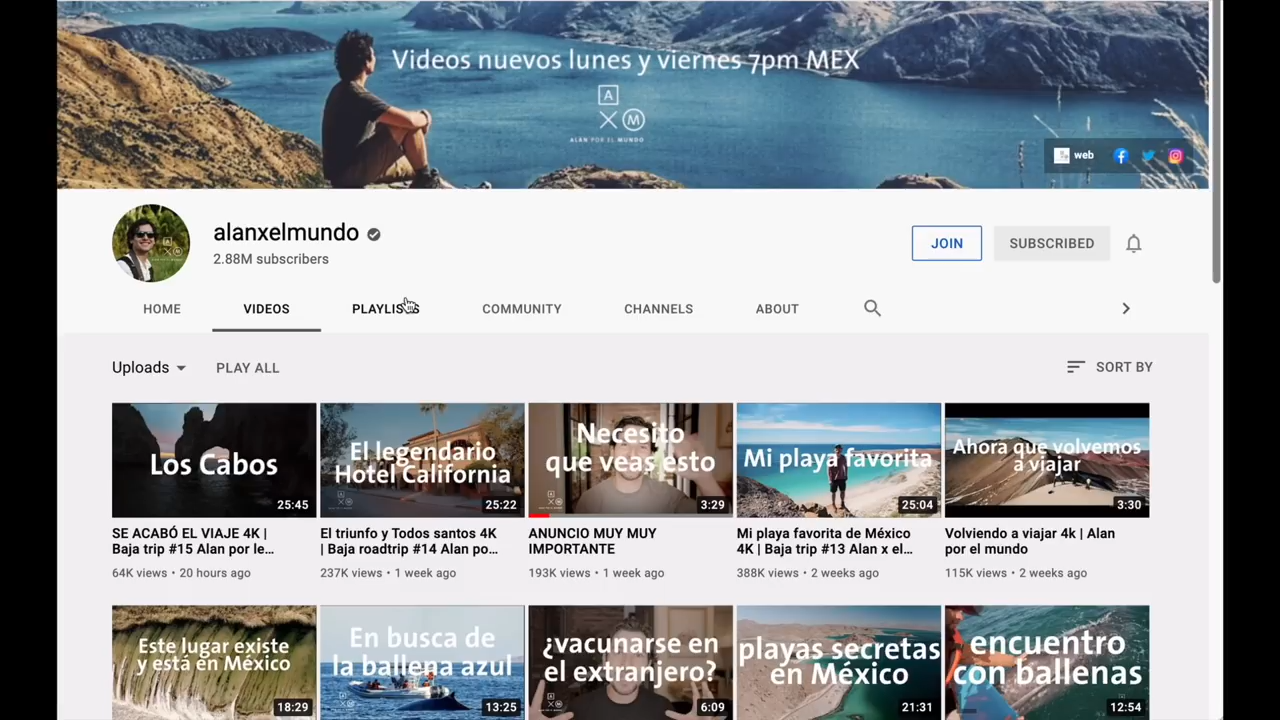 Videos nuevos lunes y viernes 7pm MEX
A
X M
ALAN POR EL MUNDO
web
alanxelmundo
2.88M subscribers
JOIN
SUBSCRIBED
HOME
VIDEOS
PLAYLISTS
COMMUNITY
CHANNELS
ABOUT
Uploads
PLAY ALL
SORT BY
Los Cabos
25:45
El legendario
Hotel California
25:22
Necesito
que veas esto
3:29
Mi playa favorita
25:04
Ahora que volvemos
a viajar
3:30
SE ACABÓ EL VIAJE 4K |
Baja trip #15 Alan por le...
64K views • 20 hours ago
El triunfo y Todos santos 4K
| Baja roadtrip #14 Alan po...
237K views • 1 week ago
ANUNCIO MUY MUY
IMPORTANTE
193K views • 1 week ago
Mi playa favorita de México
4K | Baja trip #13 Alan x el...
388K views • 2 weeks ago
Volviendo a viajar 4k | Alan
por el mundo
115K views • 2 weeks ago
Este lugar existe
y está en México
18:29
En busca de
la ballena azul
13:25
¿vacunarse en
el extranjero?
6:09
playas secretas
en México
21:31
encuentro
con ballenas
12:54